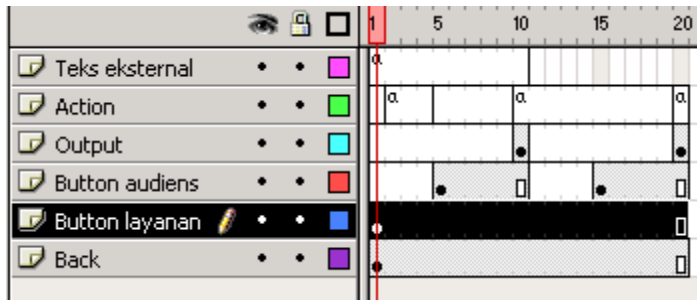 1 5 10 15 20
Teks eksternal a
Action a a a
Output
Button audiens
Button layanan
Back